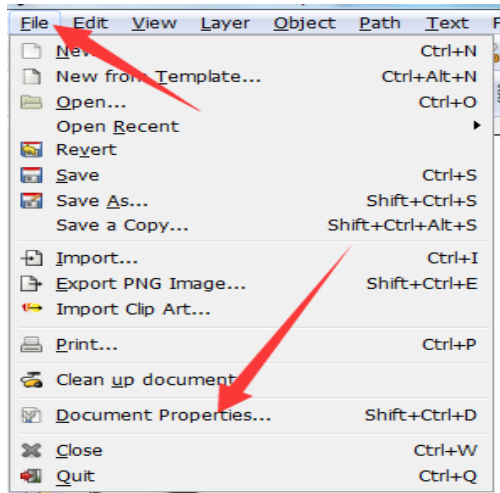 File Edit View Layer Object Path Text
New... Ctrl+N
New from Template... Ctrl+Alt+N
Open... Ctrl+O
Open Recent
Revert
Save Ctrl+S
Save As... Shift+Ctrl+S
Save a Copy... Shift+Ctrl+Alt+S
Import... Ctrl+I
Export PNG Image... Shift+Ctrl+E
Import Clip Art...
Print... Ctrl+P
Clean up document
Document Properties... Shift+Ctrl+D
Close Ctrl+W
Quit Ctrl+Q